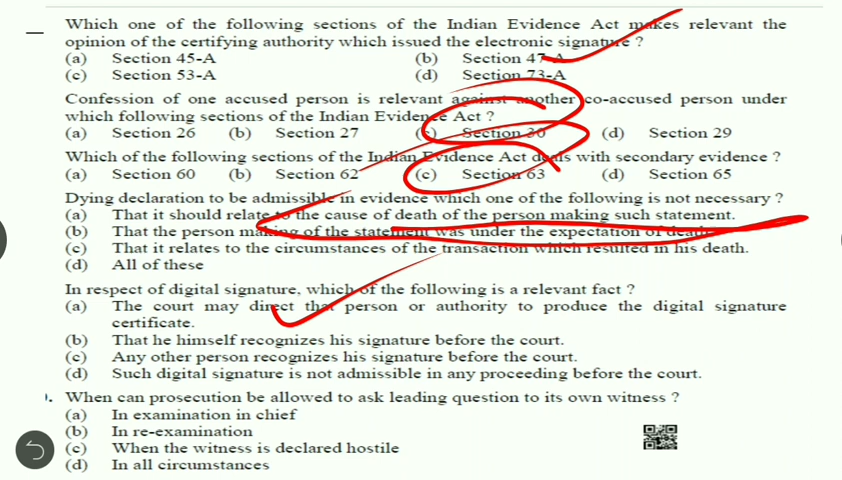 Which one of the following sections of the Indian Evidence Act makes relevant the
opinion of the certifying authority which issued the electronic signature ?
(a) Section 45-A (b) Section 47-A
(c) Section 53-A (d) Section 73-A
Confession of one accused person is relevant against another co-accused person under
which following sections of the Indian Evidence Act ?
(a) Section 26 (b) Section 27 (c) Section 30 (d) Section 29
Which of the following sections of the Indian Evidence Act deals with secondary evidence ?
(a) Section 60 (b) Section 62 (c) Section 63 (d) Section 65
Dying declaration to be admissible in evidence which one of the following is not necessary ?
(a) That it should relate to the cause of death of the person making such statement.
(b) That the person making of the statement was under the expectation of death.
(c) That it relates to the circumstances of the transaction which resulted in his death.
(d) All of these
In respect of digital signature, which of the following is a relevant fact ?
(a) The court may direct that person or authority to produce the digital signature
certificate.
(b) That he himself recognizes his signature before the court.
(c) Any other person recognizes his signature before the court.
(d) Such digital signature is not admissible in any proceeding before the court.
. When can prosecution be allowed to ask leading question to its own witness ?
(a) In examination in chief
(b) In re-examination
(c) When the witness is declared hostile
(d) In all circumstances